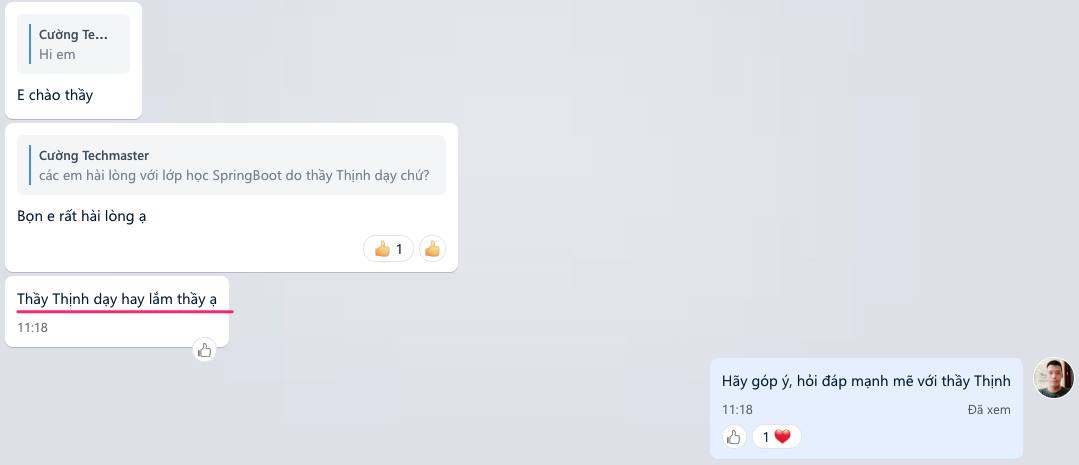 Cường Te...
Hi em
E chào thầy
Cường Techmaster
các em hài lòng với lớp học SpringBoot do thầy Thịnh dạy chứ?
Bọn e rất hài lòng ạ
1
Thầy Thịnh dạy hay lắm thầy ạ
11:18
Hãy góp ý, hỏi đáp mạnh mẽ với thầy Thịnh
11:18 Đã xem
1